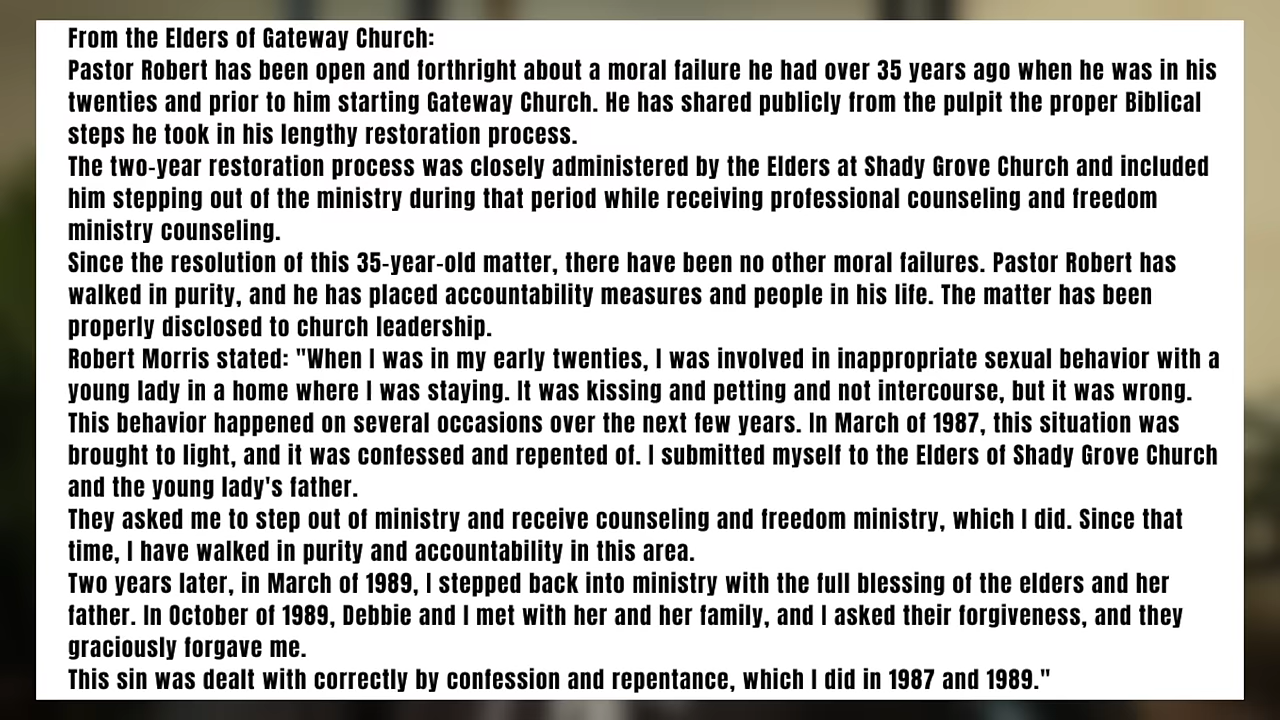 From the Elders of Gateway Church:
Pastor Robert has been open and forthright about a moral failure he had over 35 years ago when he was in his
twenties and prior to him starting Gateway Church. He has shared publicly from the pulpit the proper Biblical
steps he took in his lengthy restoration process.
The two-year restoration process was closely administered by the Elders at Shady Grove Church and included
him stepping out of the ministry during that period while receiving professional counseling and freedom
ministry counseling.
Since the resolution of this 35-year-old matter, there have been no other moral failures. Pastor Robert has
walked in purity, and he has placed accountability measures and people in his life. The matter has been
properly disclosed to church leadership.
Robert Morris stated: "When I was in my early twenties, I was involved in inappropriate sexual behavior with a
young lady in a home where I was staying. It was kissing and petting and not intercourse, but it was wrong.
This behavior happened on several occasions over the next few years. In March of 1987, this situation was
brought to light, and it was confessed and repented of. I submitted myself to the Elders of Shady Grove Church
and the young lady's father.
They asked me to step out of ministry and receive counseling and freedom ministry, which I did. Since that
time, I have walked in purity and accountability in this area.
Two years later, in March of 1989, I stepped back into ministry with the full blessing of the elders and her
father. In October of 1989, Debbie and I met with her and her family, and I asked their forgiveness, and they
graciously forgave me.
This sin was dealt with correctly by confession and repentance, which I did in 1987 and 1989."